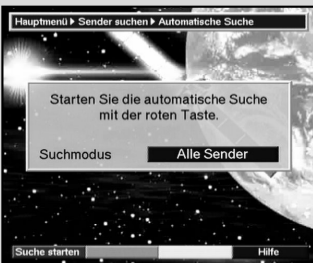 Hauptmenü ▶ Sender suchen ▶ Automatische Suche
Starten Sie die automatische Suche
mit der roten Taste.
Suchmodus Alle Sender
Suche starten Hilfe